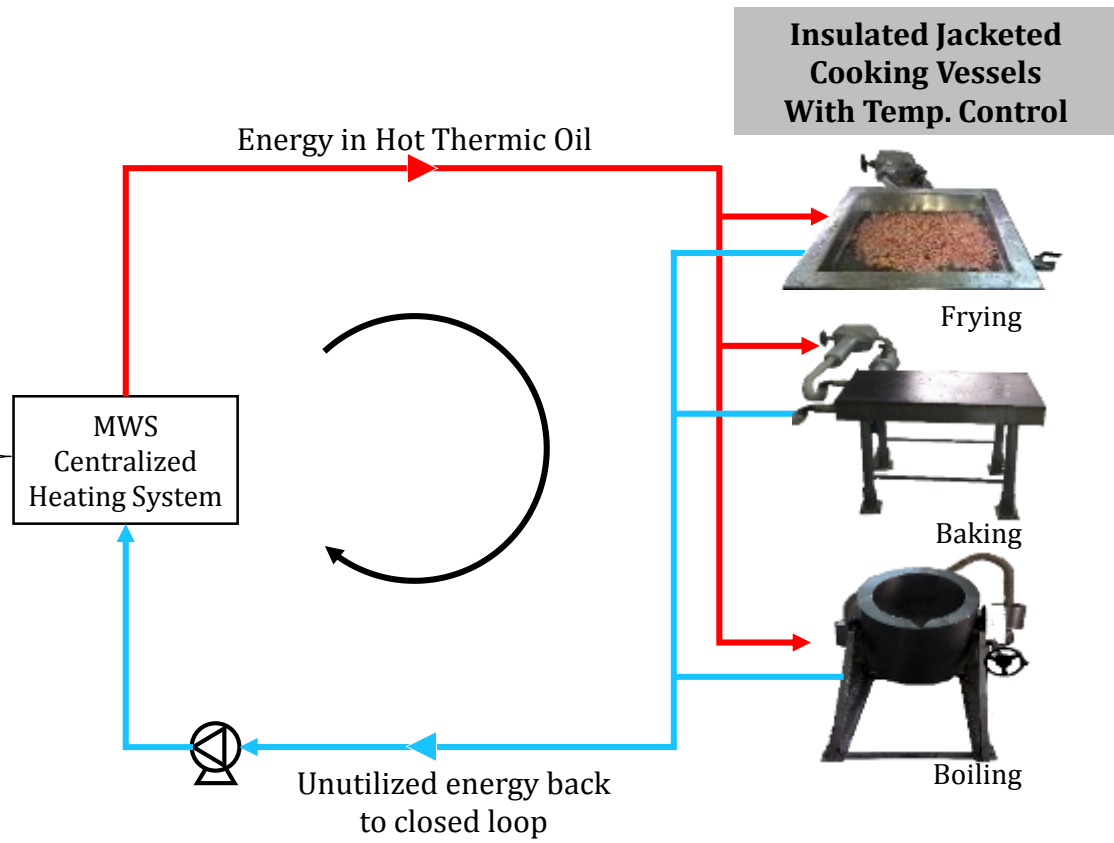 Insulated Jacketed
Cooking Vessels
With Temp. Control
Energy in Hot Thermic Oil
Frying
MWS
Centralized
Heating System
Baking
Boiling
Unutilized energy back
to closed loop